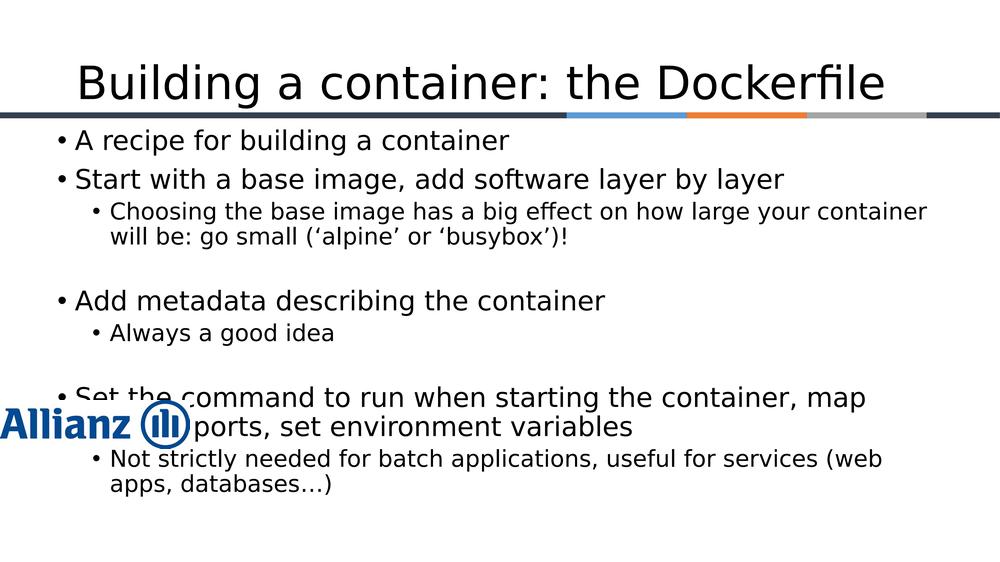 Building a container: the Dockerfile
• A recipe for building a container
• Start with a base image, add software layer by layer
• Choosing the base image has a big effect on how large your container
will be: go small (‘alpine’ or ‘busybox’)!
• Add metadata describing the container
• Always a good idea
• Set the command to run when starting the container, map
Allianz ports, set environment variables
• Not strictly needed for batch applications, useful for services (web
apps, databases…)